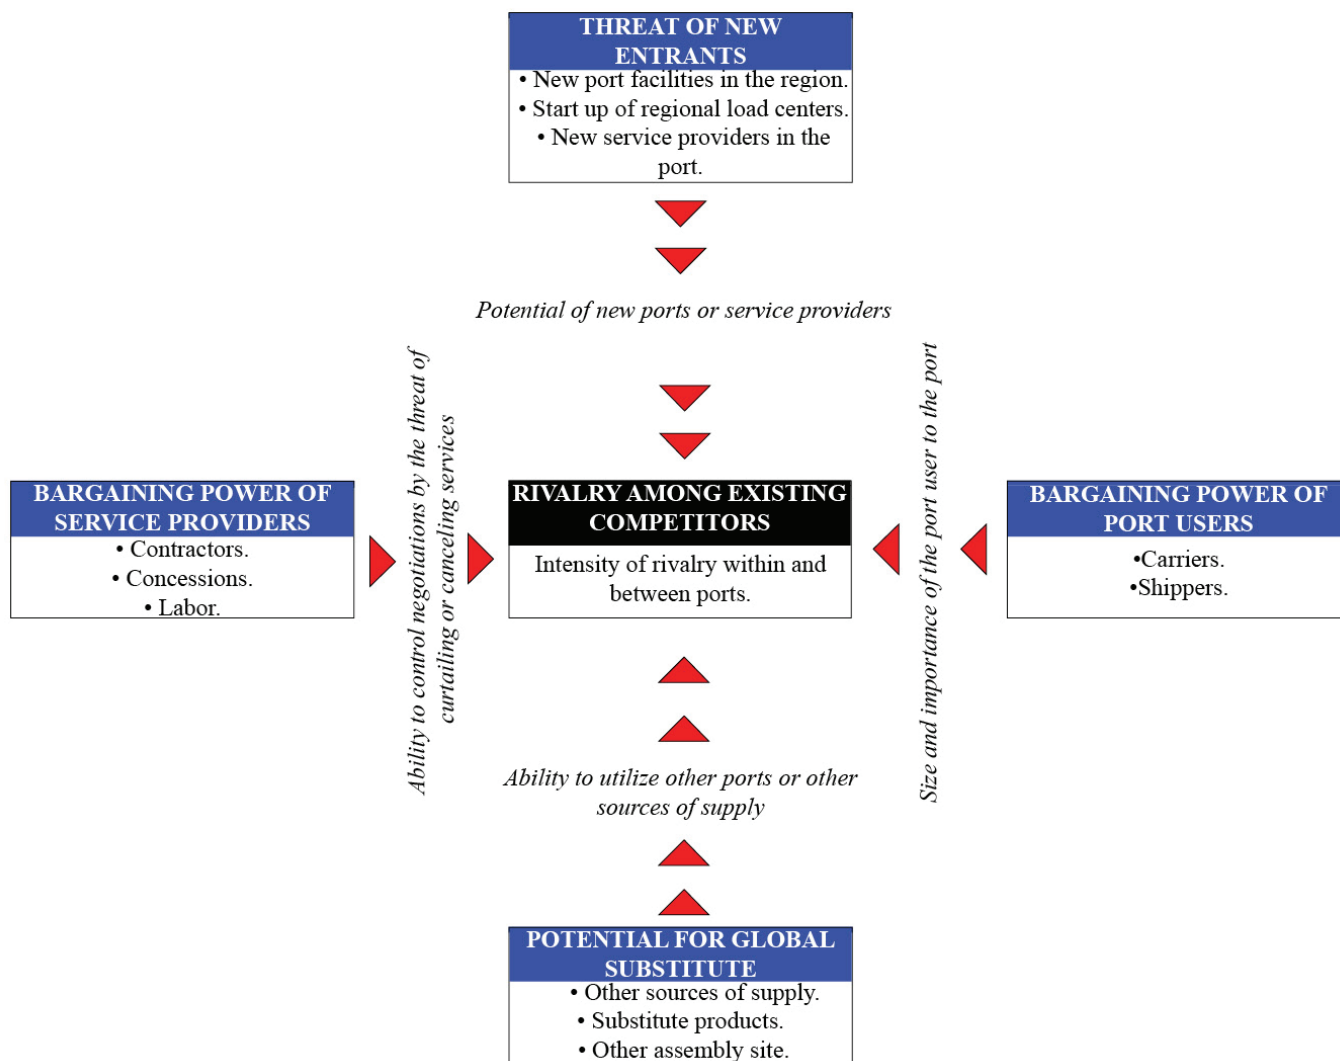 THREAT OF NEW
ENTRANTS
• New port facilities in the region.
• Start up of regional load centers.
• New service providers in the
port.
Potential of new ports or service providers
Ability to control negotiations by the threat of
curtailing or canceling services
Size and importance of the port user to the port
BARGAINING POWER OF
SERVICE PROVIDERS
• Contractors.
• Concessions.
• Labor.
RIVALRY AMONG EXISTING
COMPETITORS
Intensity of rivalry within and
between ports.
BARGAINING POWER OF
PORT USERS
•Carriers.
•Shippers.
Ability to utilize other ports or other
sources of supply
POTENTIAL FOR GLOBAL
SUBSTITUTE
• Other sources of supply.
• Substitute products.
• Other assembly site.